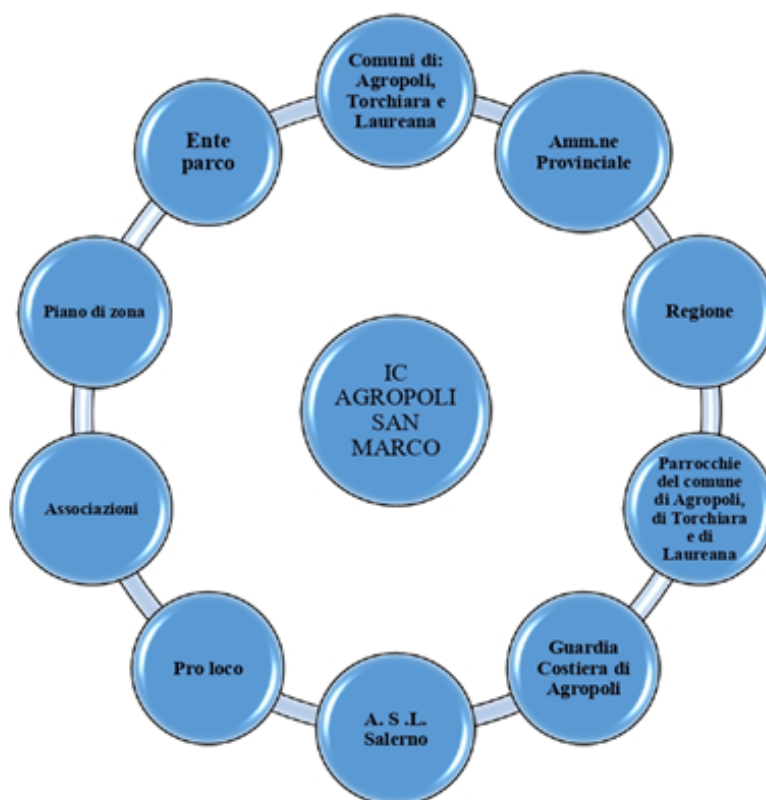 Comuni di:
Agropoli,
Torchiara e
Laureana
Amm.ne
Provinciale
Regione
Parrocchie
del comune
di Agropoli,
di Torchiara
e di
Laureana
Guardia
Costiera di
Agropoli
A. S .L.
Salerno
Pro loco
Associazioni
Piano di zona
Ente
parco
IC
AGROPOLI
SAN
MARCO